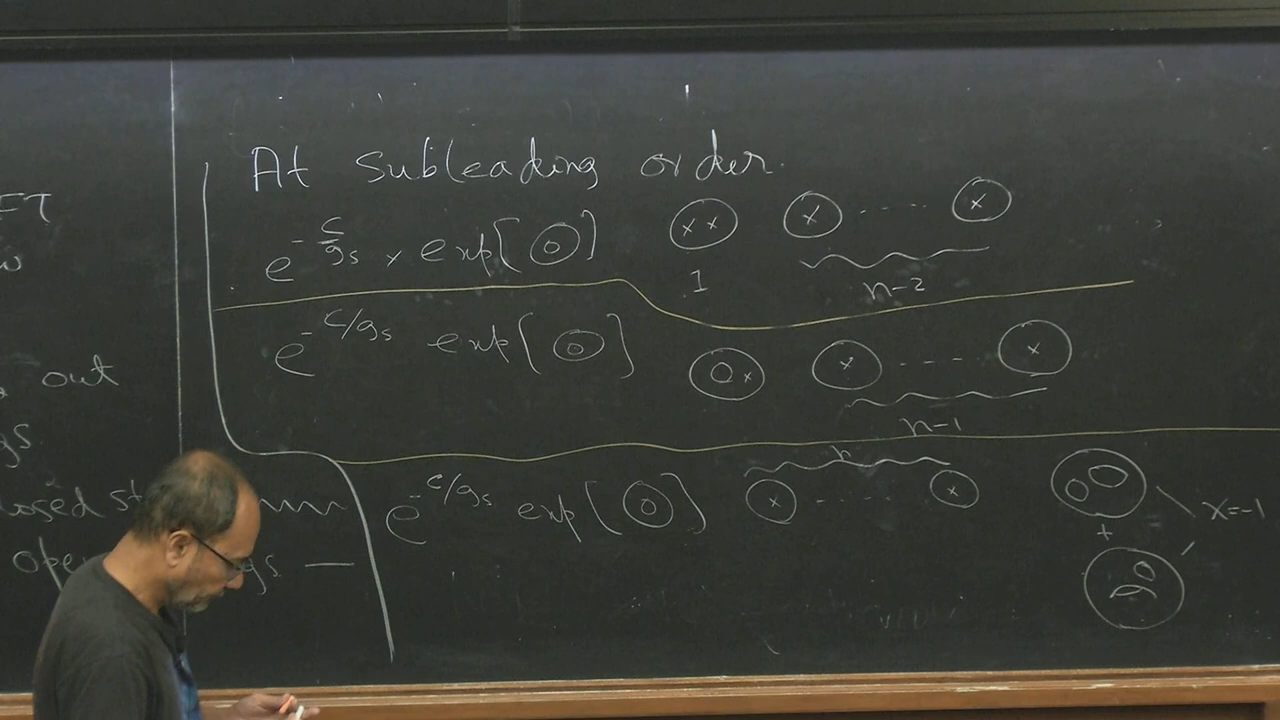 At subleading order.
e^{-C/g_s} x exp[ ] x x x ---- x
1 n-2
e^{-C/g_s} exp[ ] x x ---- x
n-1
n
e^{-C/g_s} exp[ ] x ---- x
+ χ=-1
FT
out
gs
losed st
ope gs —